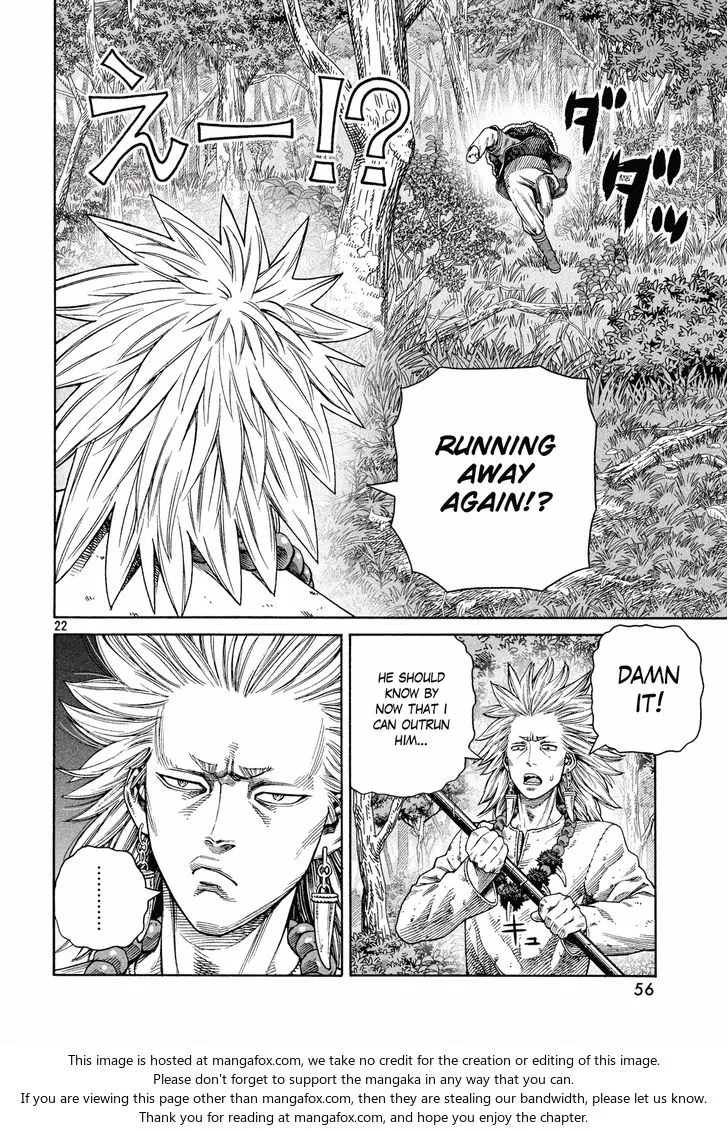 えー!?
ダッ
ダッ
RUNNING
AWAY
AGAIN!?
22
DAMN
IT!
HE SHOULD
KNOW BY
NOW THAT I
CAN OUTRUN
HIM...
キュ
.........
56
This image is hosted at mangafox.com, we take no credit for the creation or editing of this image.
Please don't forget to support the mangaka in any way that you can.
If you are viewing this page other than mangafox.com, then they are stealing our bandwidth, please let us know.
Thank you for reading at mangafox.com, and hope you enjoy the chapter.